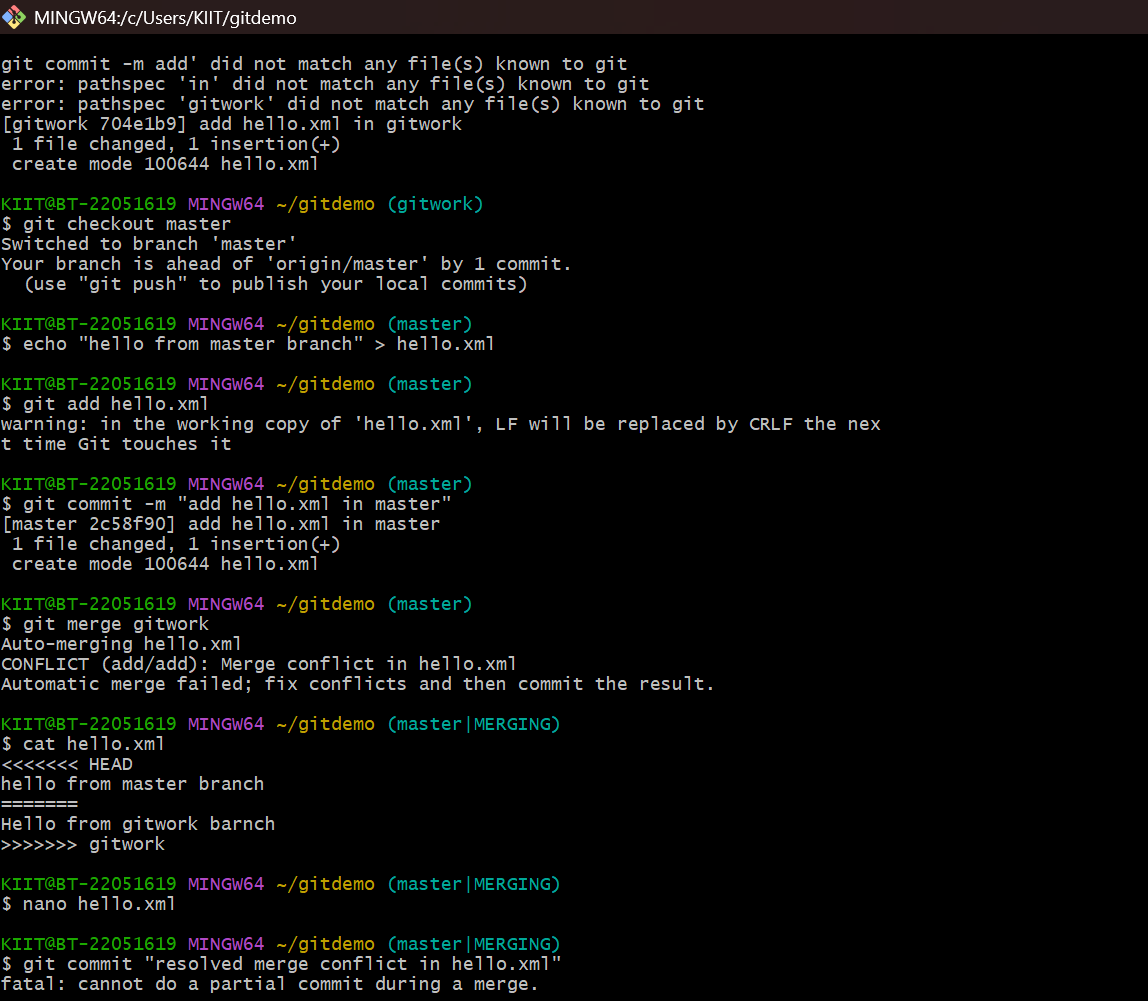 MINGW64:/c/Users/KIIT/gitdemo
git commit -m add' did not match any file(s) known to git
error: pathspec 'in' did not match any file(s) known to git
error: pathspec 'gitwork' did not match any file(s) known to git
[gitwork 704e1b9] add hello.xml in gitwork
 1 file changed, 1 insertion(+)
 create mode 100644 hello.xml
KIIT@BT-22051619 MINGW64 ~/gitdemo (gitwork)
$ git checkout master
Switched to branch 'master'
Your branch is ahead of 'origin/master' by 1 commit.
  (use "git push" to publish your local commits)
KIIT@BT-22051619 MINGW64 ~/gitdemo (master)
$ echo "hello from master branch" > hello.xml
KIIT@BT-22051619 MINGW64 ~/gitdemo (master)
$ git add hello.xml
warning: in the working copy of 'hello.xml', LF will be replaced by CRLF the nex
t time Git touches it
KIIT@BT-22051619 MINGW64 ~/gitdemo (master)
$ git commit -m "add hello.xml in master"
[master 2c58f90] add hello.xml in master
 1 file changed, 1 insertion(+)
 create mode 100644 hello.xml
KIIT@BT-22051619 MINGW64 ~/gitdemo (master)
$ git merge gitwork
Auto-merging hello.xml
CONFLICT (add/add): Merge conflict in hello.xml
Automatic merge failed; fix conflicts and then commit the result.
KIIT@BT-22051619 MINGW64 ~/gitdemo (master|MERGING)
$ cat hello.xml
<<<<<<< HEAD
hello from master branch
=======
Hello from gitwork barnch
>>>>>>> gitwork
KIIT@BT-22051619 MINGW64 ~/gitdemo (master|MERGING)
$ nano hello.xml
KIIT@BT-22051619 MINGW64 ~/gitdemo (master|MERGING)
$ git commit "resolved merge conflict in hello.xml"
fatal: cannot do a partial commit during a merge.